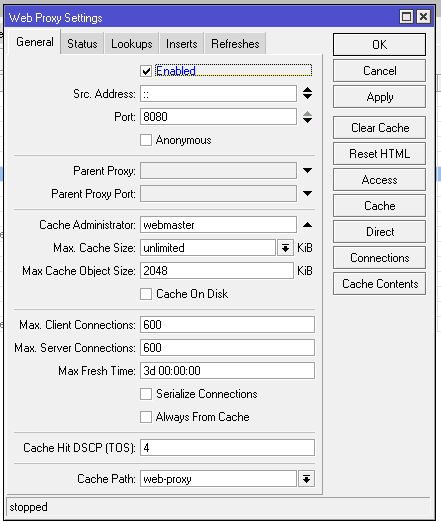 Web Proxy Settings
General Status Lookups Inserts Refreshes
Enabled
Src. Address: ::
Port: 8080
Anonymous
Parent Proxy:
Parent Proxy Port:
Cache Administrator: webmaster
Max. Cache Size: unlimited KiB
Max Cache Object Size: 2048 KiB
Cache On Disk
Max. Client Connections: 600
Max. Server Connections: 600
Max Fresh Time: 3d 00:00:00
Serialize Connections
Always From Cache
Cache Hit DSCP (TOS): 4
Cache Path: web-proxy
OK
Cancel
Apply
Clear Cache
Reset HTML
Access
Cache
Direct
Connections
Cache Contents
stopped